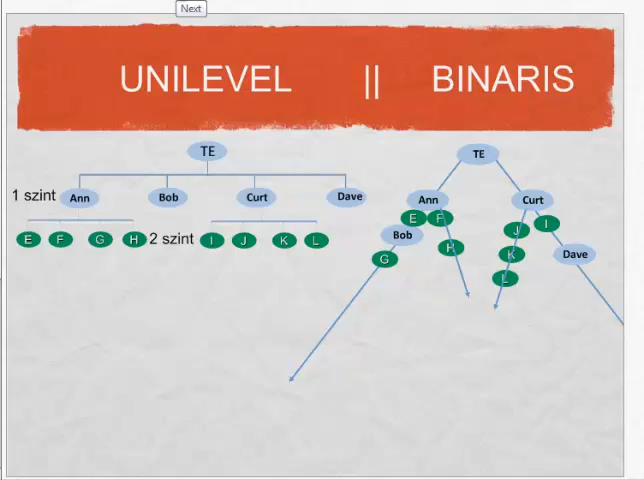 Next
UNILEVEL || BINARIS
TE
1 szint Ann Bob Curt Dave
E F G H 2 szint I J K L
TE
Ann Curt
E F J I
Bob H K Dave
G L